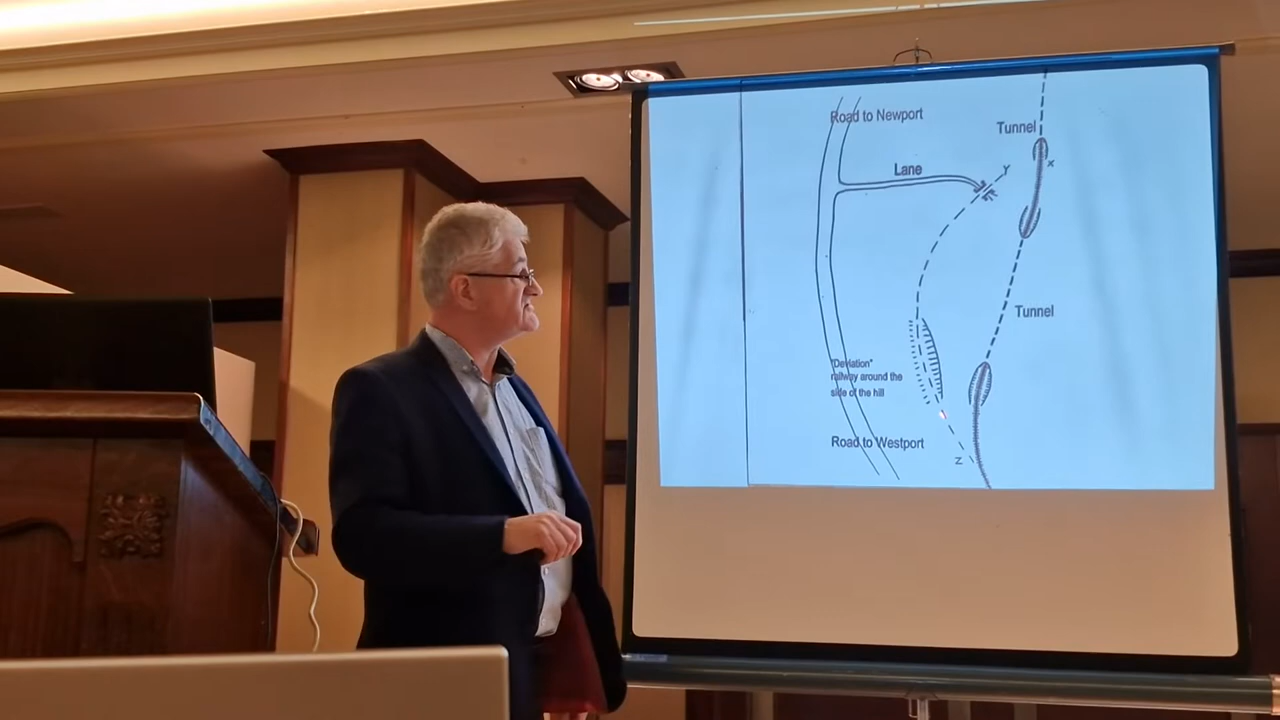 Road to Newport
Tunnel
Lane
Y
x
Tunnel
"Deviation"
railway around the
side of the hill
Road to Westport
Z